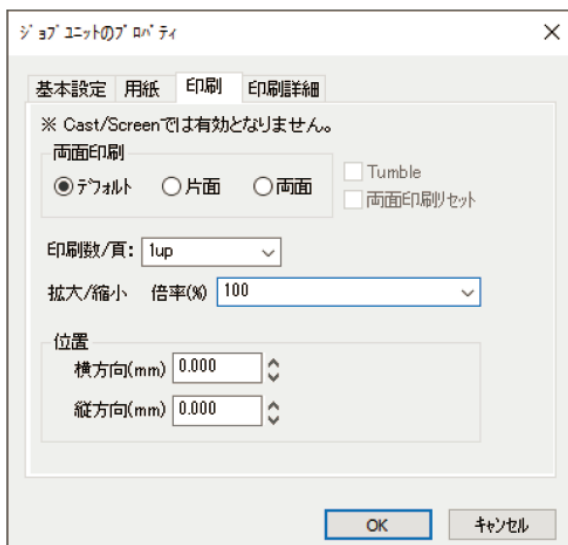 ｼﾞｮﾌﾞﾕﾆｯﾄのﾌﾟﾛﾊﾟﾃｨ
基本設定 用紙 印刷 印刷詳細
※ Cast/Screenでは有効となりません。
両面印刷
ﾃﾞﾌｫﾙﾄ 片面 両面
Tumble
両面印刷ﾘｾｯﾄ
印刷数/頁: 1up
拡大/縮小 倍率(%) 100
位置
横方向(mm) 0.000
縦方向(mm) 0.000
OK ｷｬﾝｾﾙ